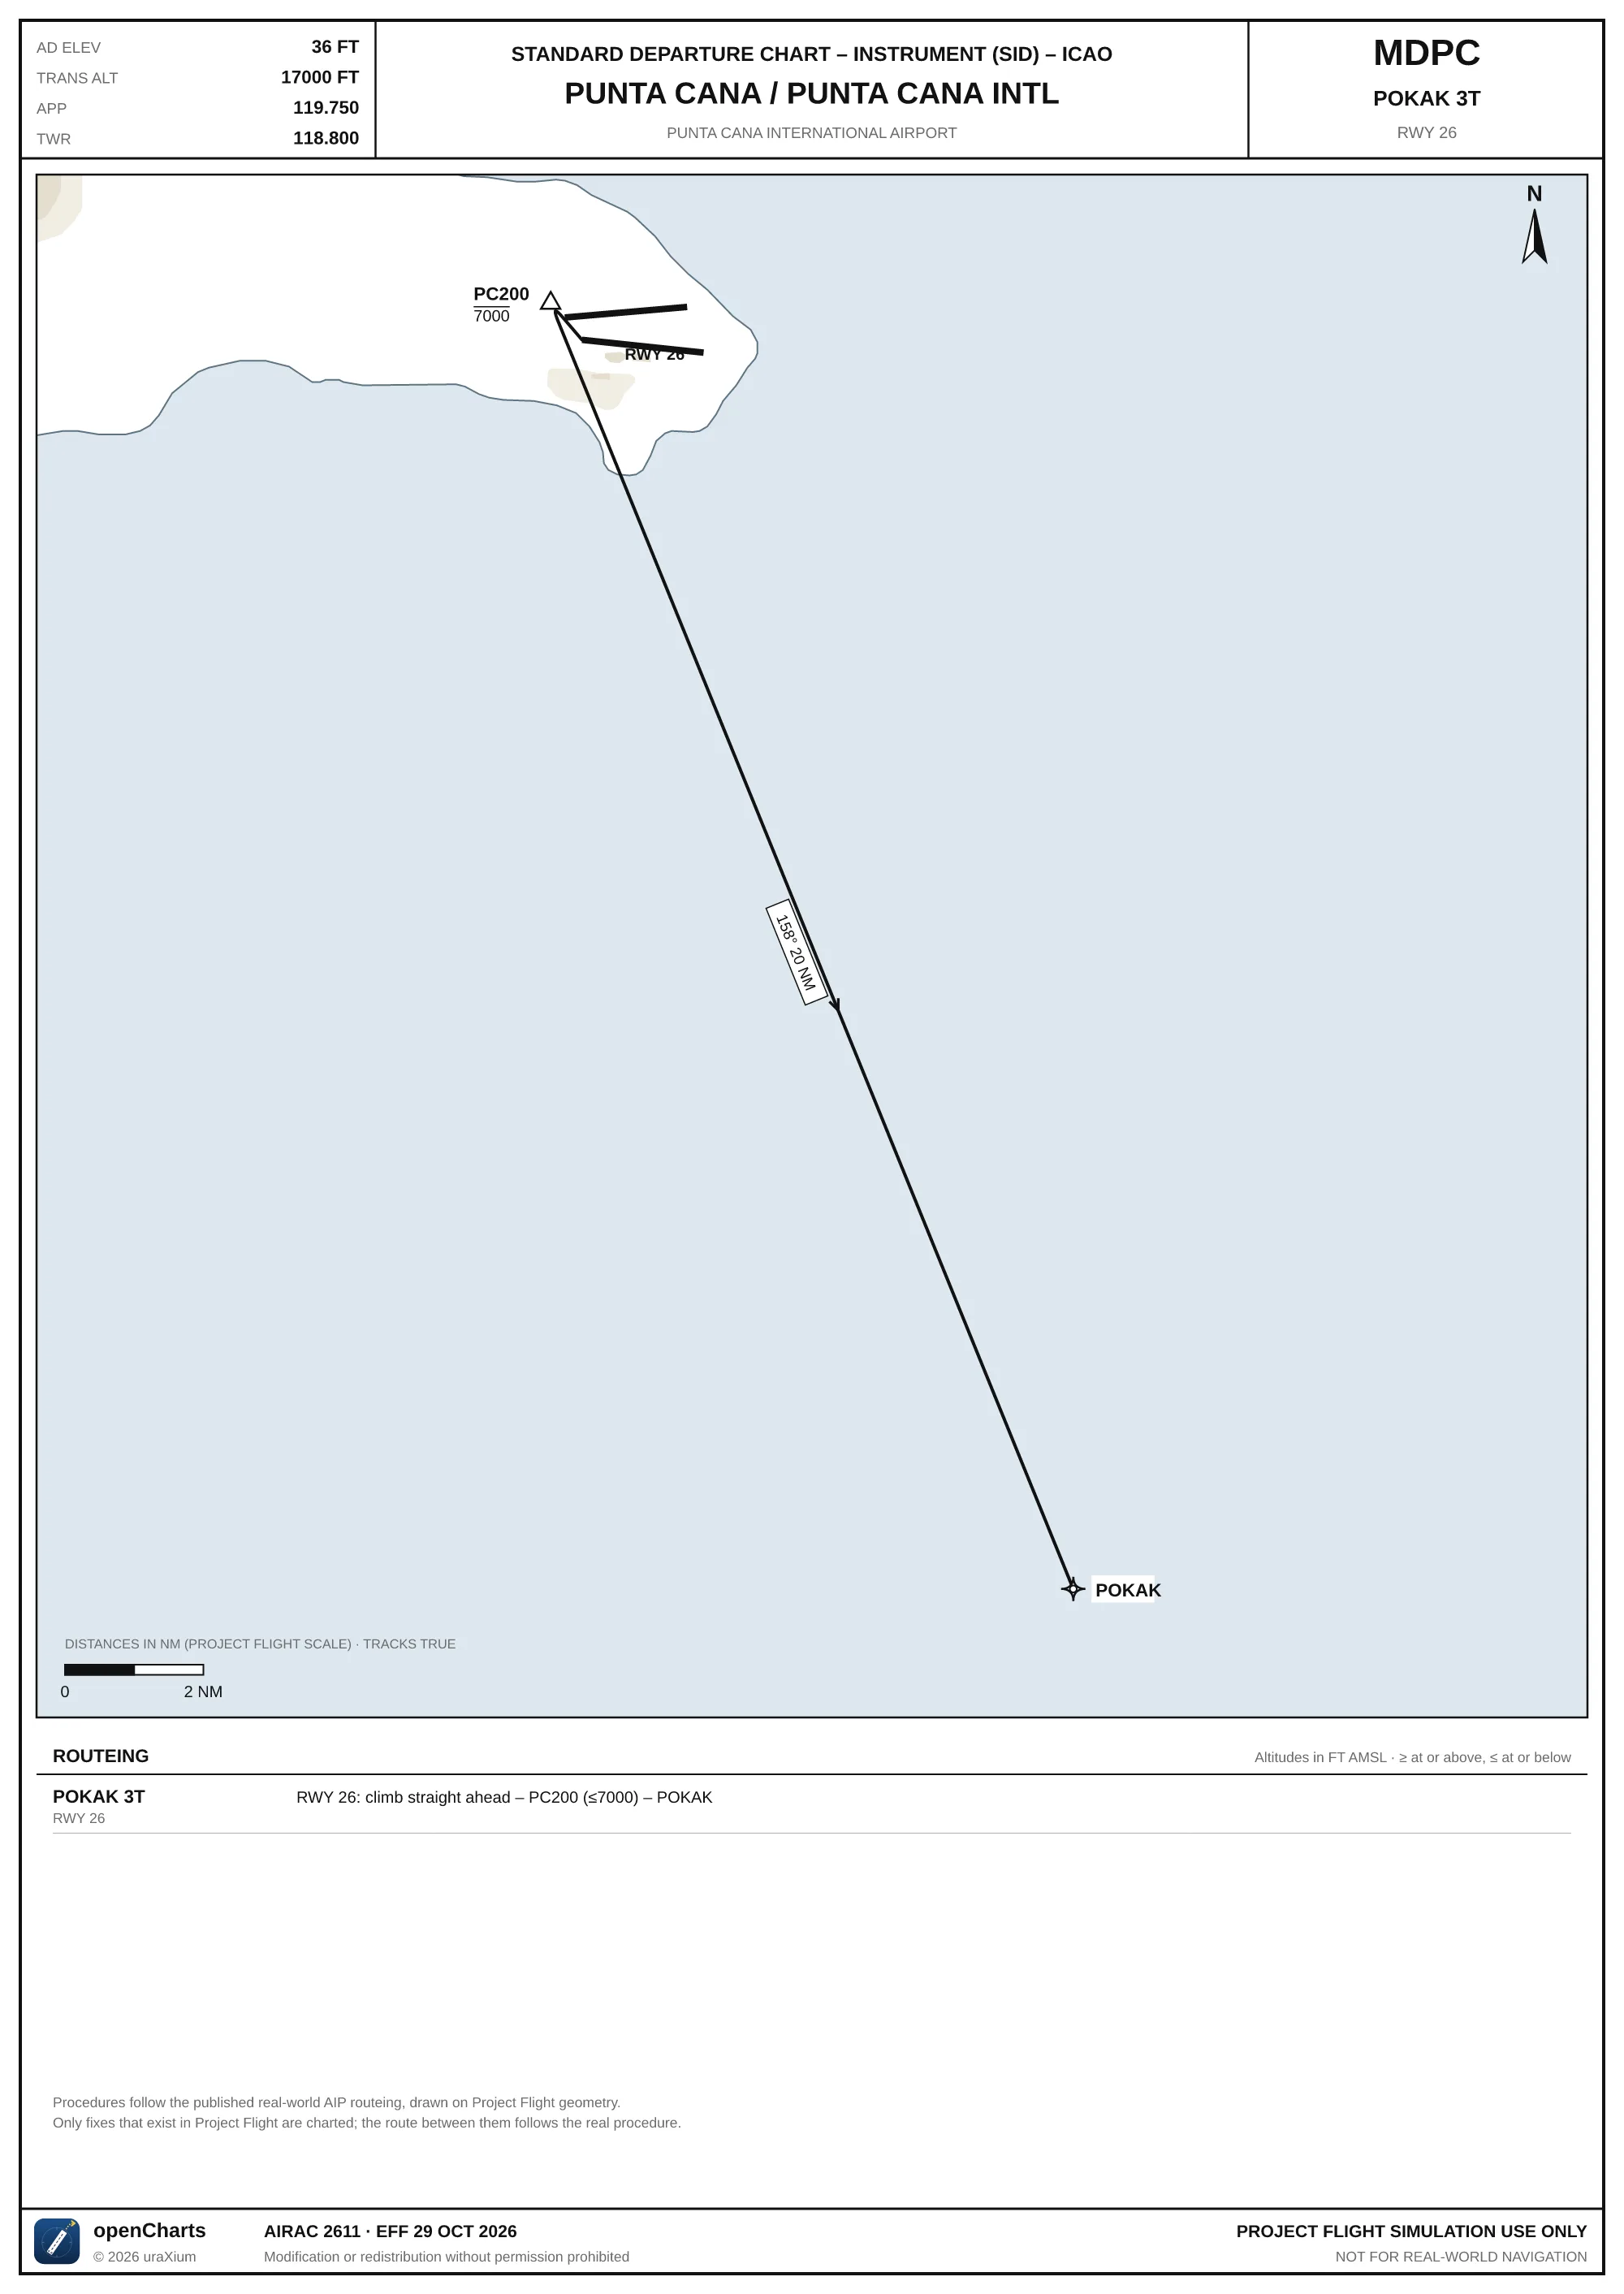 AD ELEV 36 FT
TRANS ALT 17000 FT
APP 119.750
TWR 118.800
STANDARD DEPARTURE CHART – INSTRUMENT (SID) – ICAO
PUNTA CANA / PUNTA CANA INTL
PUNTA CANA INTERNATIONAL AIRPORT
MDPC
POKAK 3T
RWY 26
N
PC200
7000
RWY 26
158° 20 NM
POKAK
DISTANCES IN NM (PROJECT FLIGHT SCALE) · TRACKS TRUE
0 2 NM
ROUTEING Altitudes in FT AMSL · ≥ at or above, ≤ at or below
POKAK 3T RWY 26: climb straight ahead – PC200 (≤7000) – POKAK
RWY 26
Procedures follow the published real-world AIP routeing, drawn on Project Flight geometry.
Only fixes that exist in Project Flight are charted; the route between them follows the real procedure.
openCharts AIRAC 2611 · EFF 29 OCT 2026 PROJECT FLIGHT SIMULATION USE ONLY
© 2026 uraXium Modification or redistribution without permission prohibited NOT FOR REAL-WORLD NAVIGATION